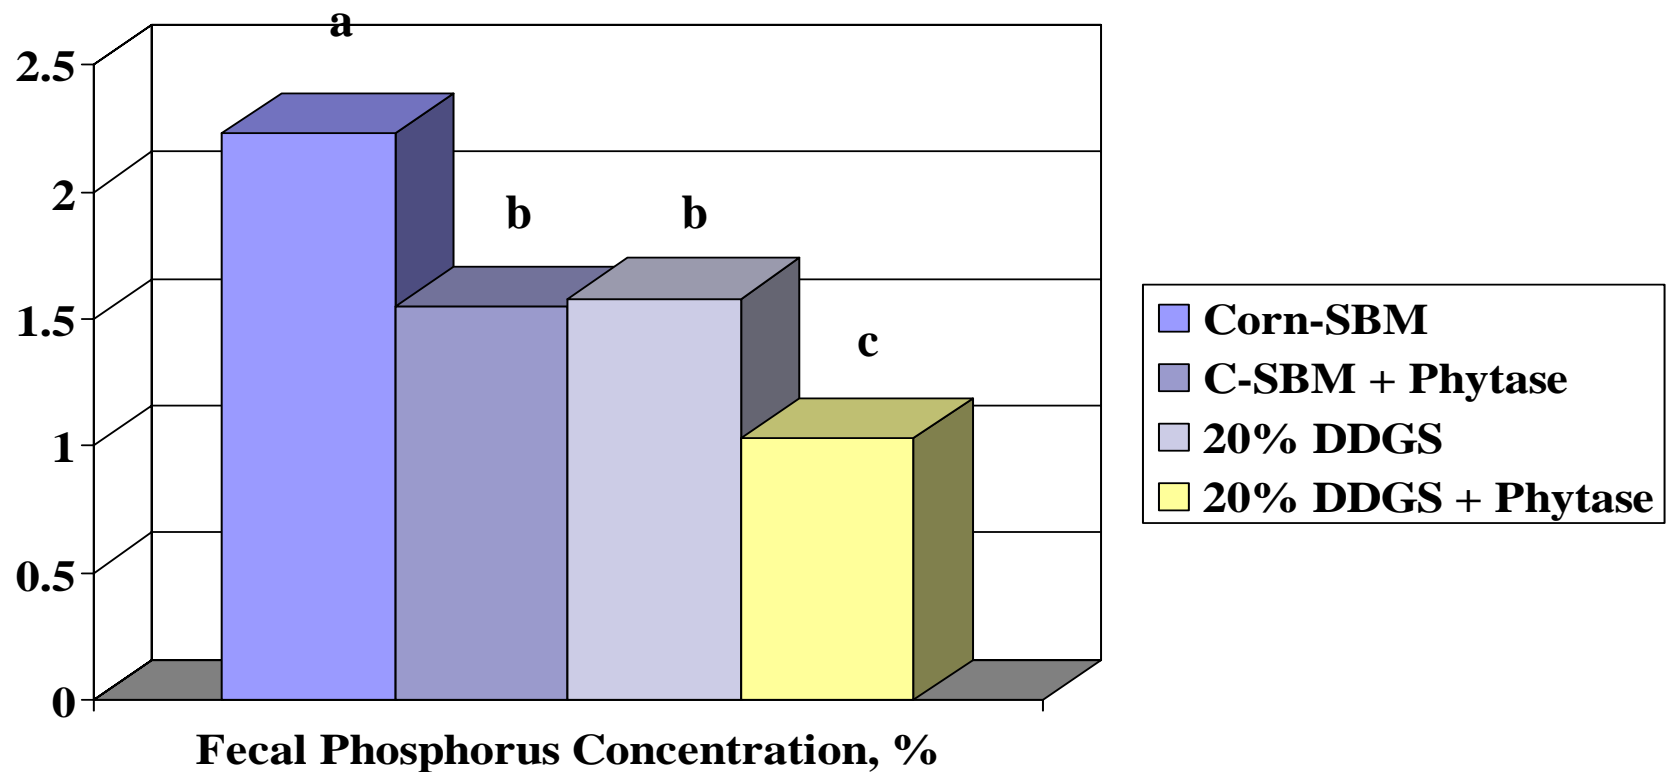 a
2.5
2
b b
1.5
c
1
0.5
0
Fecal Phosphorus Concentration, %
Corn-SBM
C-SBM + Phytase
20% DDGS
20% DDGS + Phytase